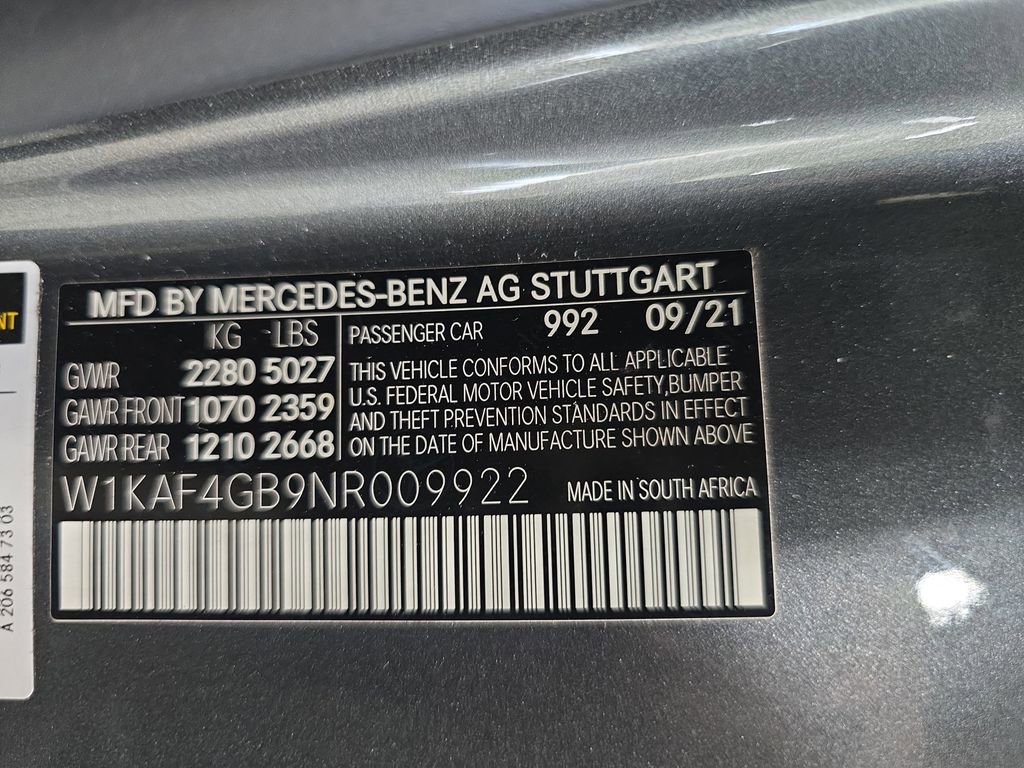 MFD BY MERCEDES-BENZ AG STUTTGART
KG LBS
GVWR 2280 5027
GAWR FRONT 1070 2359
GAWR REAR 1210 2668
PASSENGER CAR 992 09/21
THIS VEHICLE CONFORMS TO ALL APPLICABLE
U.S. FEDERAL MOTOR VEHICLE SAFETY, BUMPER
AND THEFT PREVENTION STANDARDS IN EFFECT
ON THE DATE OF MANUFACTURE SHOWN ABOVE
W1KAF4GB9NR009922 MADE IN SOUTH AFRICA
NT
A 206 584 73 03